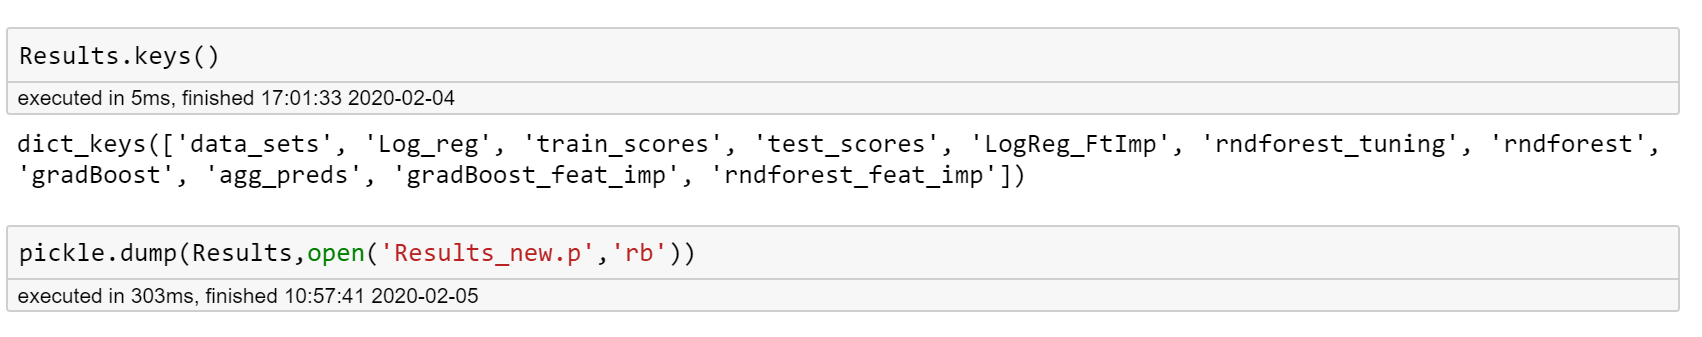 Results.keys()
executed in 5ms, finished 17:01:33 2020-02-04
dict_keys(['data_sets', 'Log_reg', 'train_scores', 'test_scores', 'LogReg_FtImp', 'rndforest_tuning', 'rndforest',
'gradBoost', 'agg_preds', 'gradBoost_feat_imp', 'rndforest_feat_imp'])
pickle.dump(Results,open('Results_new.p','rb'))
executed in 303ms, finished 10:57:41 2020-02-05